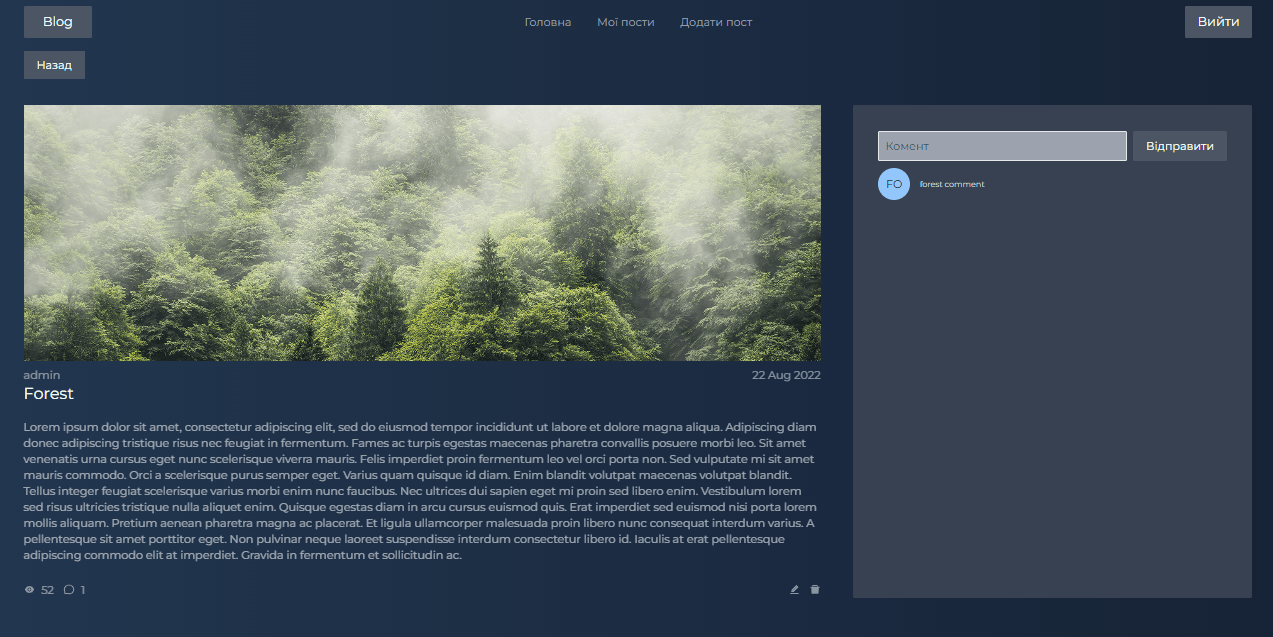 Blog
Головна Мої пости Додати пост
Вийти
Назад
Комент
Відправити
FO forest comment
admin
22 Aug 2022
Forest
Lorem ipsum dolor sit amet, consectetur adipiscing elit, sed do eiusmod tempor incididunt ut labore et dolore magna aliqua. Adipiscing diam
donec adipiscing tristique risus nec feugiat in fermentum. Fames ac turpis egestas maecenas pharetra convallis posuere morbi leo. Sit amet
venenatis urna cursus eget nunc scelerisque viverra mauris. Felis imperdiet proin fermentum leo vel orci porta non. Sed vulputate mi sit amet
mauris commodo. Orci a scelerisque purus semper eget. Varius quam quisque id diam. Enim blandit volutpat maecenas volutpat blandit.
Tellus integer feugiat scelerisque varius morbi enim nunc faucibus. Nec ultrices dui sapien eget mi proin sed libero enim. Vestibulum lorem
sed risus ultricies tristique nulla aliquet enim. Quisque egestas diam in arcu cursus euismod quis. Erat imperdiet sed euismod nisi porta lorem
mollis aliquam. Pretium aenean pharetra magna ac placerat. Et ligula ullamcorper malesuada proin libero nunc consequat interdum varius. A
pellentesque sit amet porttitor eget. Non pulvinar neque laoreet suspendisse interdum consectetur libero id. Iaculis at erat pellentesque
adipiscing commodo elit at imperdiet. Gravida in fermentum et sollicitudin ac.
52 1